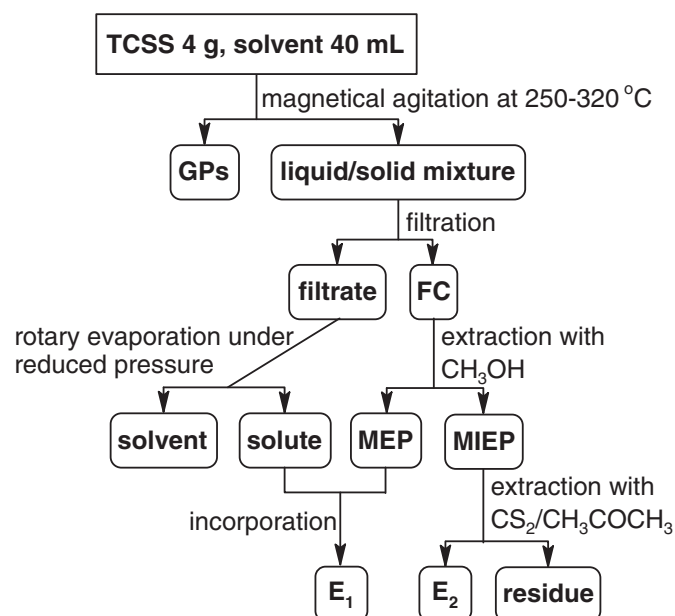 TCSS 4 g, solvent 40 mL
magnetical agitation at 250-320 °C
GPs
liquid/solid mixture
filtration
filtrate
FC
rotary evaporation under
reduced pressure
extraction with
CH₃OH
solvent
solute
MEP
MIEP
incorporation
extraction with
CS₂/CH₃COCH₃
E₁
E₂
residue